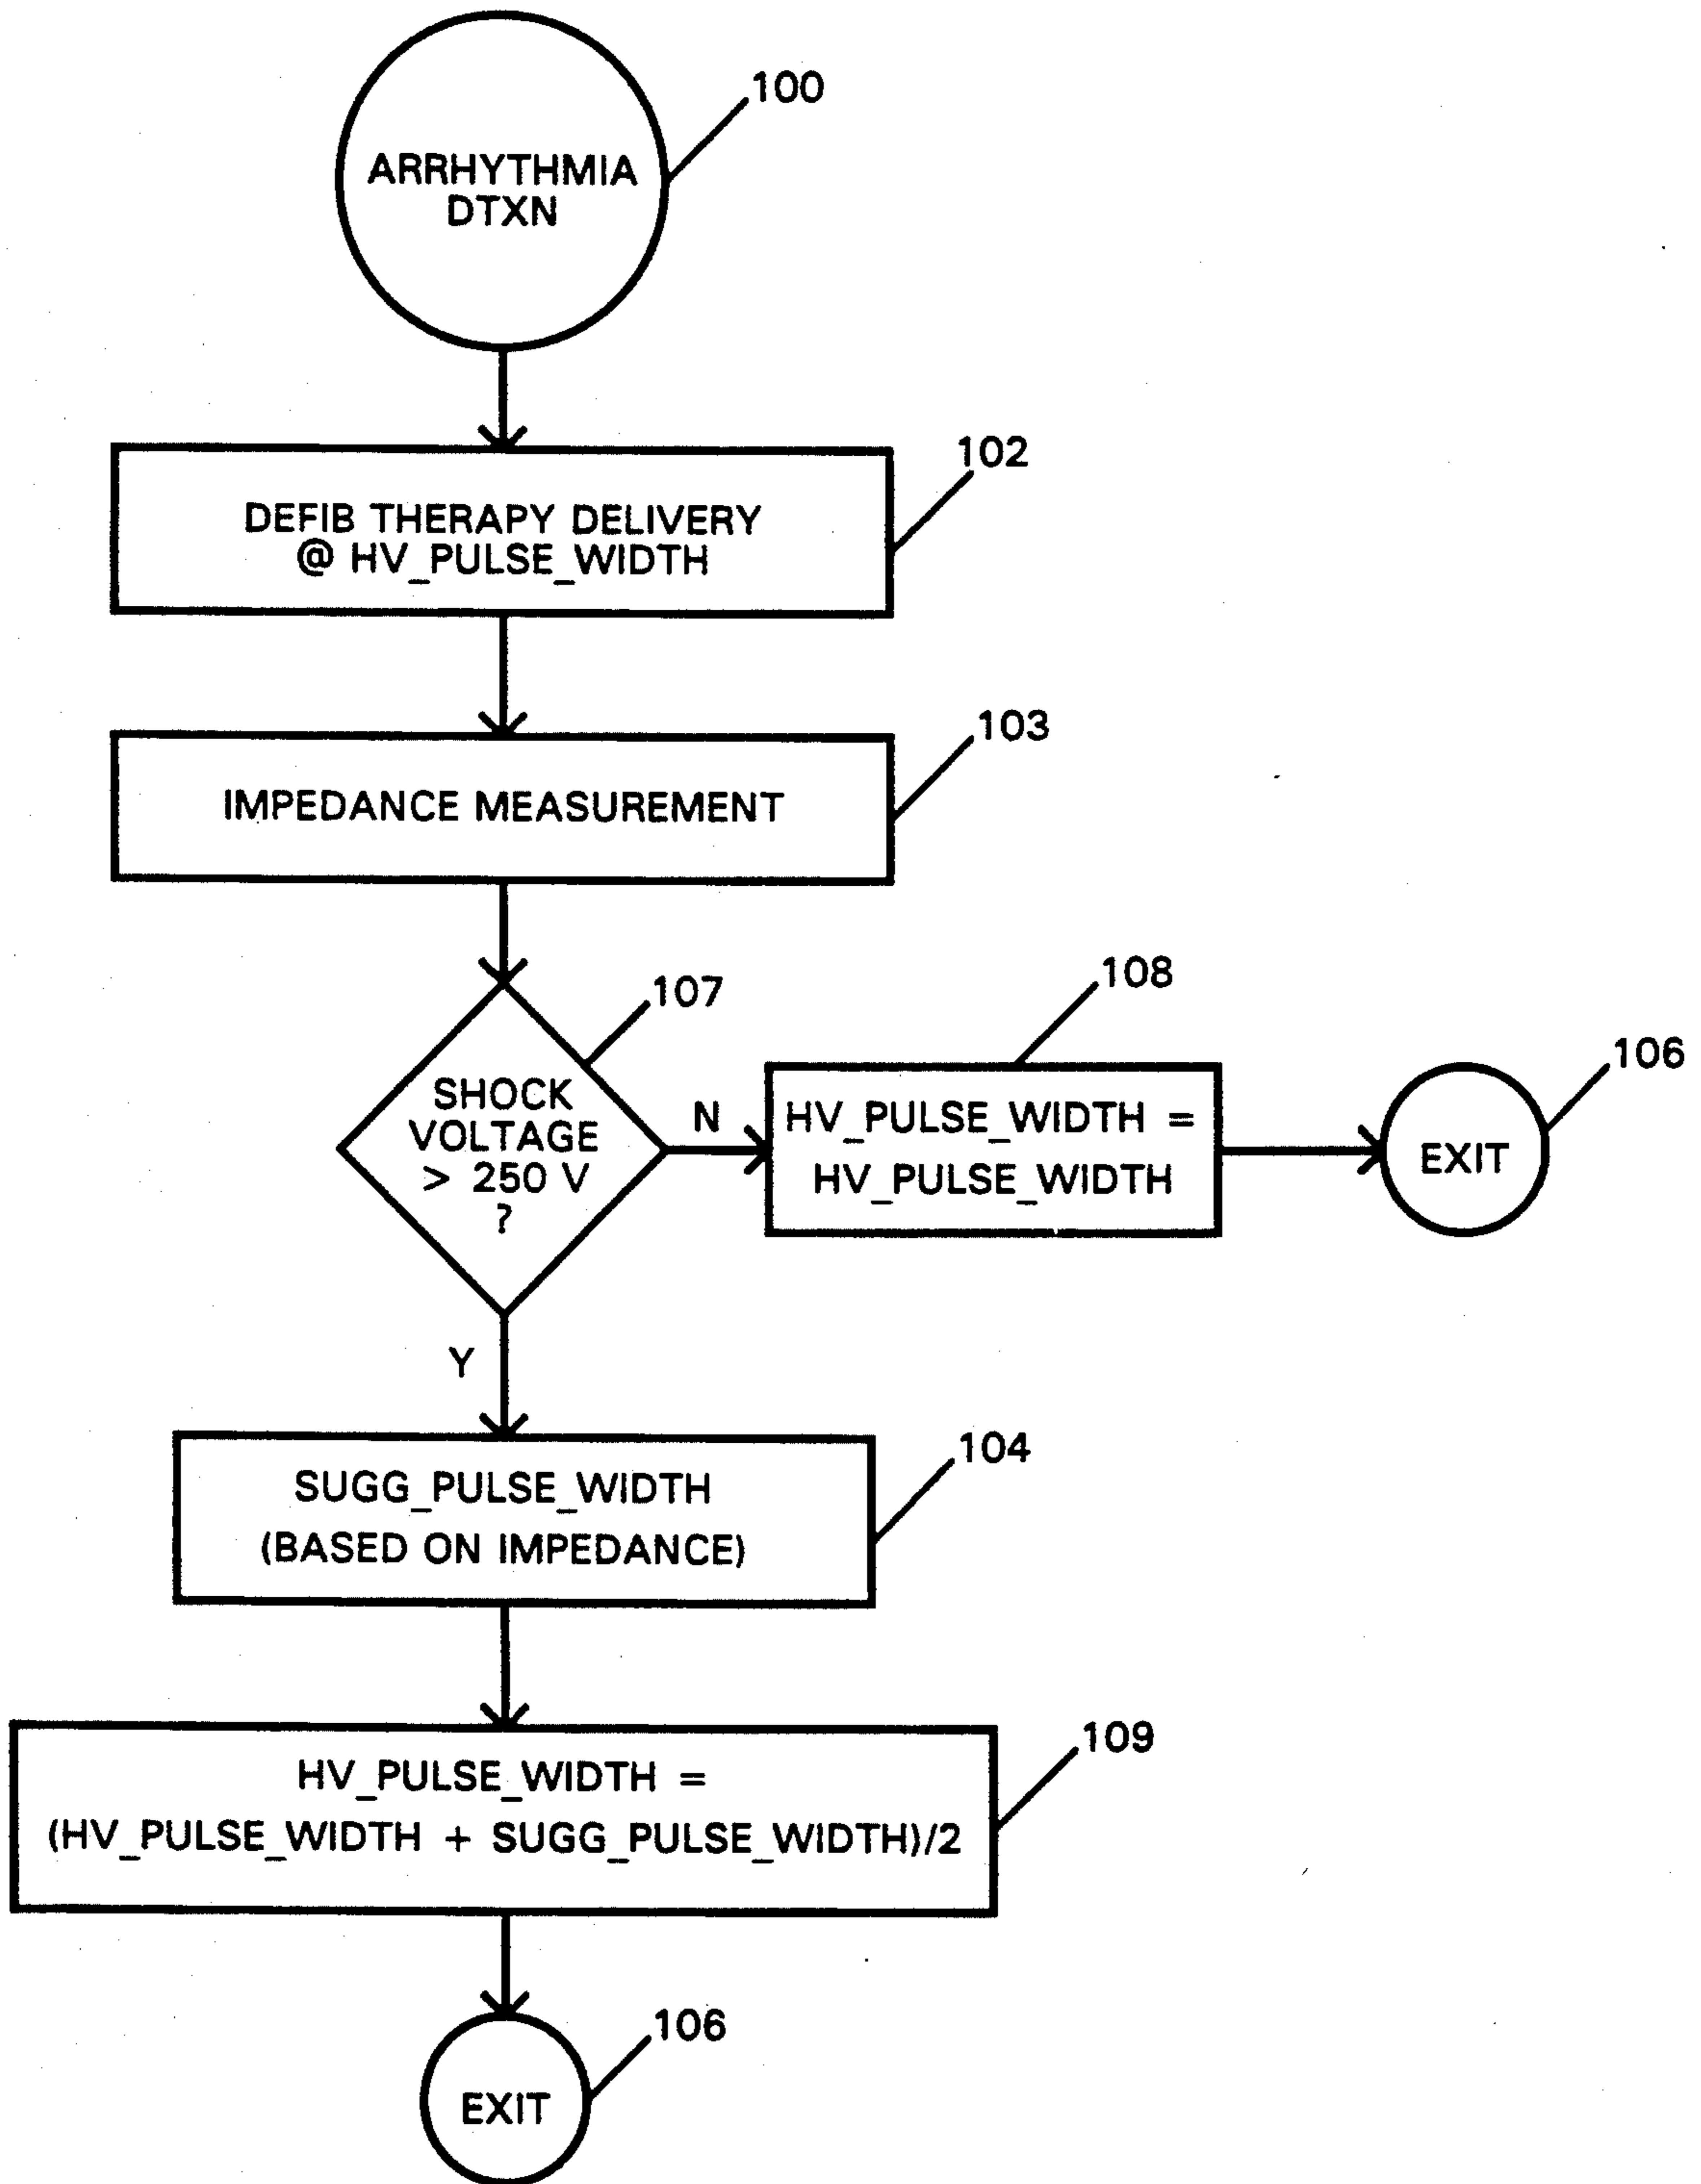 100
ARRHYTHMIA
DTXN
102
DEFIB THERAPY DELIVERY
@ HV_PULSE_WIDTH
103
IMPEDANCE MEASUREMENT
107
SHOCK
VOLTAGE
> 250 V
?
N
108
HV_PULSE_WIDTH =
HV_PULSE_WIDTH
106
EXIT
Y
104
SUGG_PULSE_WIDTH
(BASED ON IMPEDANCE)
109
HV_PULSE_WIDTH =
(HV_PULSE_WIDTH + SUGG_PULSE_WIDTH)/2
106
EXIT